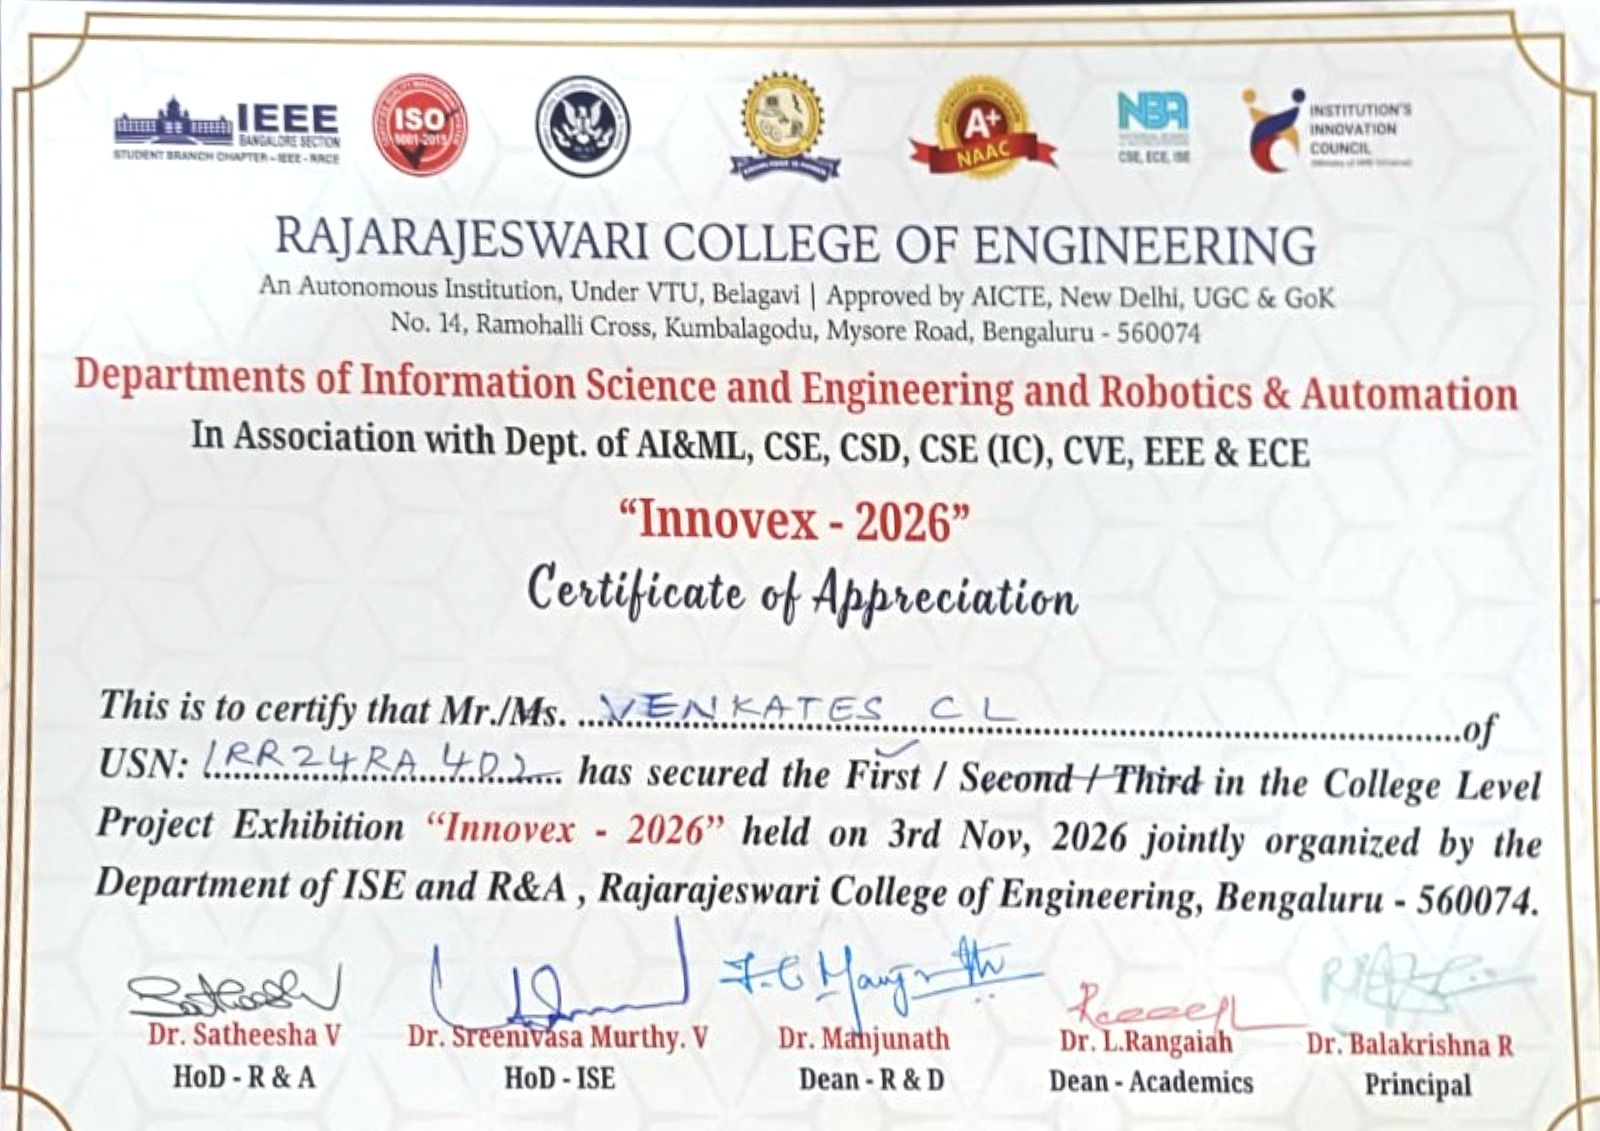 IEEE
BANGALORE SECTION
STUDENT BRANCH CHAPTER - IEEE - RRCE
ISO
9001-2015
A+
NAAC
NBA
CSE, ECE, ISE
INSTITUTION'S
INNOVATION
COUNCIL
RAJARAJESWARI COLLEGE OF ENGINEERING
An Autonomous Institution, Under VTU, Belagavi | Approved by AICTE, New Delhi, UGC & GoK
No. 14, Ramohalli Cross, Kumbalagodu, Mysore Road, Bengaluru - 560074
Departments of Information Science and Engineering and Robotics & Automation
In Association with Dept. of AI&ML, CSE, CSD, CSE (IC), CVE, EEE & ECE
“Innovex - 2026”
Certificate of Appreciation
This is to certify that Mr./Ms. VENKATES C L of
USN: 1RR24RA402 has secured the First / Second / Third in the College Level
Project Exhibition “Innovex - 2026” held on 3rd Nov, 2026 jointly organized by the
Department of ISE and R&A , Rajarajeswari College of Engineering, Bengaluru - 560074.
Dr. Satheesha V
HoD - R & A
Dr. Sreenivasa Murthy. V
HoD - ISE
Dr. Manjunath
Dean - R & D
Dr. L.Rangaiah
Dean - Academics
Dr. Balakrishna R
Principal